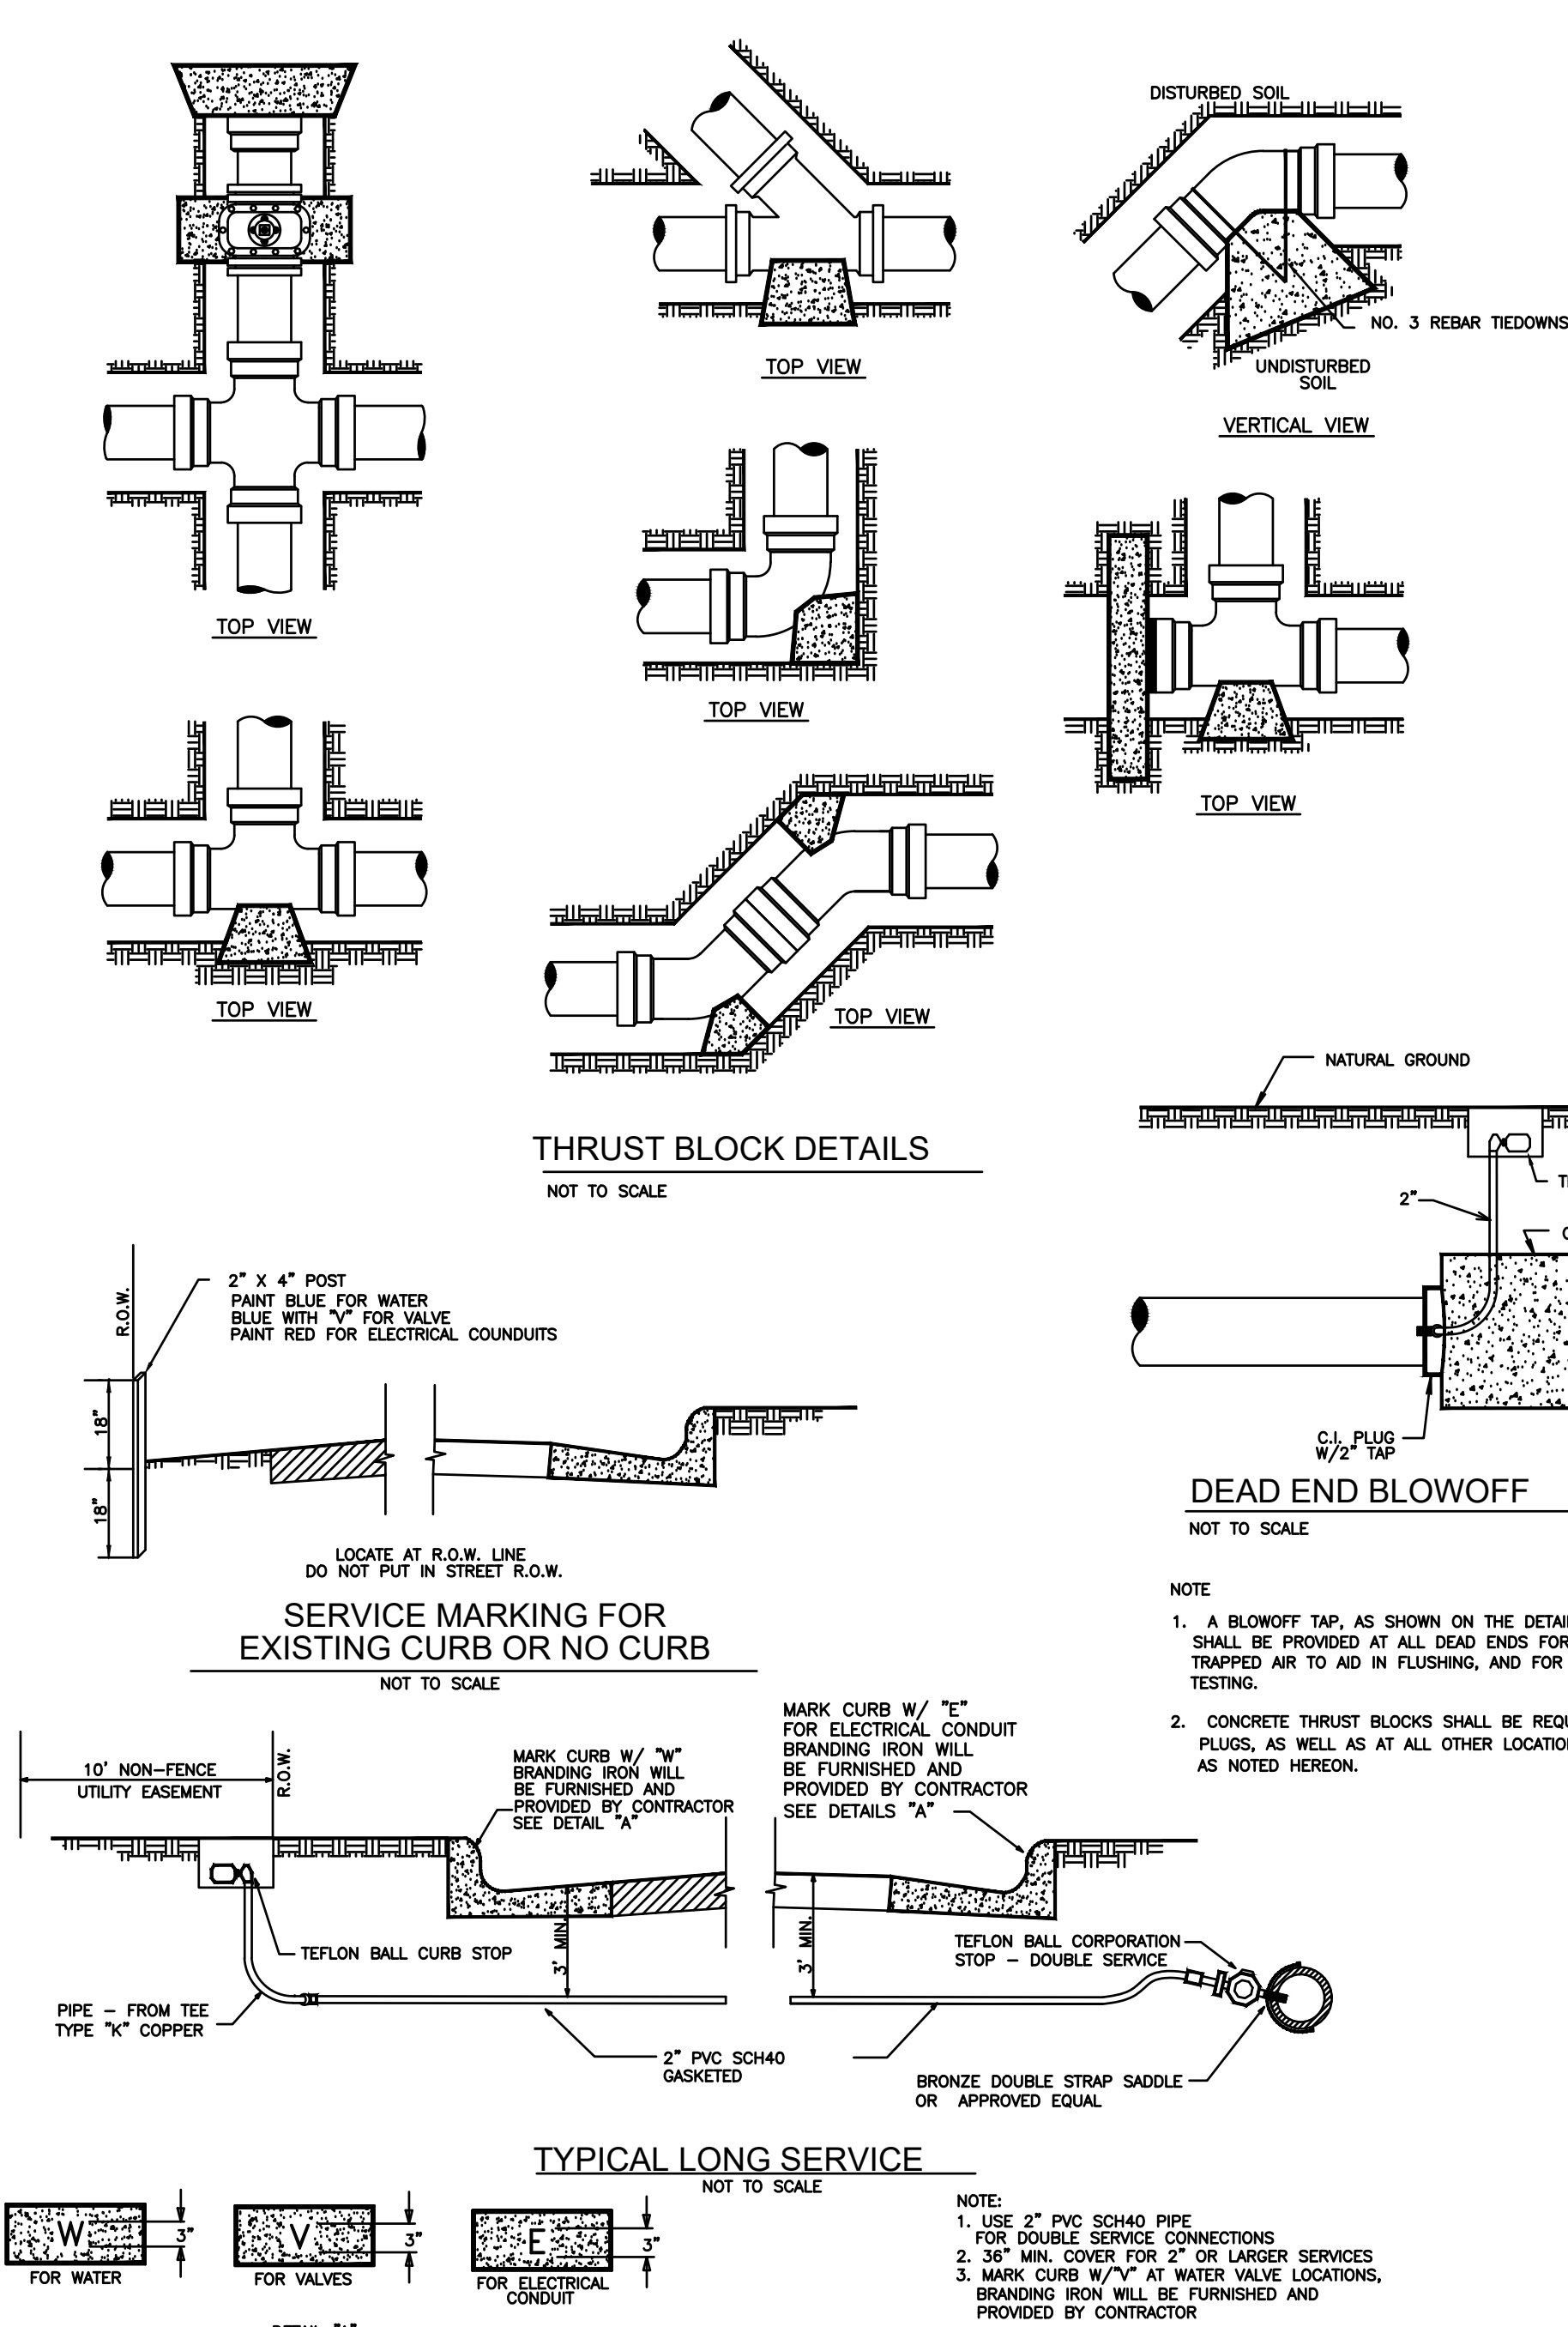 DISTURBED SOIL
NO. 3 REBAR TIEDOWNS
UNDISTURBED
SOIL
TOP VIEW
VERTICAL VIEW
TOP VIEW
TOP VIEW
TOP VIEW
TOP VIEW
TOP VIEW
THRUST BLOCK DETAILS
NOT TO SCALE
NATURAL GROUND
2"
C.I. PLUG
W/2" TAP
DEAD END BLOWOFF
NOT TO SCALE
NOTE
1. A BLOWOFF TAP, AS SHOWN ON THE DETAI
SHALL BE PROVIDED AT ALL DEAD ENDS FOR
TRAPPED AIR TO AID IN FLUSHING, AND FOR
TESTING.
2. CONCRETE THRUST BLOCKS SHALL BE REQU
PLUGS, AS WELL AS AT ALL OTHER LOCATION
AS NOTED HEREON.
R.O.W.
2" X 4" POST
PAINT BLUE FOR WATER
BLUE WITH "V" FOR VALVE
PAINT RED FOR ELECTRICAL COUNDUITS
18"
18"
LOCATE AT R.O.W. LINE
DO NOT PUT IN STREET R.O.W.
SERVICE MARKING FOR
EXISTING CURB OR NO CURB
NOT TO SCALE
10' NON-FENCE
UTILITY EASEMENT
R.O.W.
MARK CURB W/ "W"
BRANDING IRON WILL
BE FURNISHED AND
PROVIDED BY CONTRACTOR
SEE DETAIL "A"
MARK CURB W/ "E"
FOR ELECTRICAL CONDUIT
BRANDING IRON WILL
BE FURNISHED AND
PROVIDED BY CONTRACTOR
SEE DETAILS "A"
TEFLON BALL CURB STOP
3' MIN.
3' MIN.
TEFLON BALL CORPORATION
STOP - DOUBLE SERVICE
PIPE - FROM TEE
TYPE "K" COPPER
2" PVC SCH40
GASKETED
BRONZE DOUBLE STRAP SADDLE
OR APPROVED EQUAL
TYPICAL LONG SERVICE
NOT TO SCALE
W
3"
FOR WATER
V
3"
FOR VALVES
E
3"
FOR ELECTRICAL
CONDUIT
NOTE:
1. USE 2" PVC SCH40 PIPE
FOR DOUBLE SERVICE CONNECTIONS
2. 36" MIN. COVER FOR 2" OR LARGER SERVICES
3. MARK CURB W/"V" AT WATER VALVE LOCATIONS,
BRANDING IRON WILL BE FURNISHED AND
PROVIDED BY CONTRACTOR